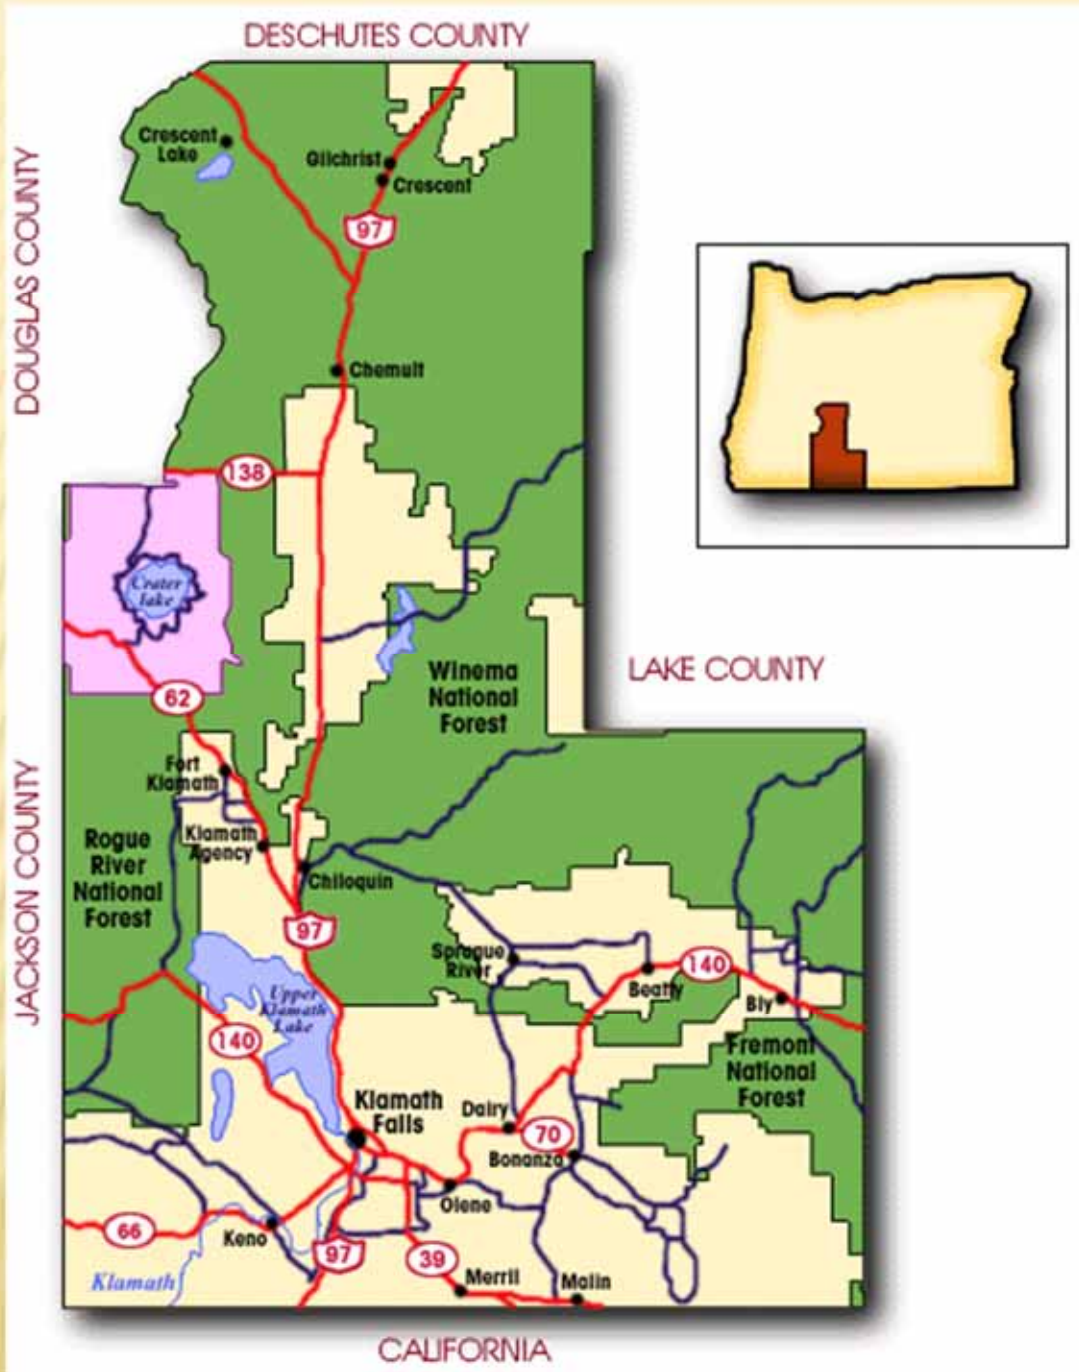 DESCHUTES COUNTY
DOUGLAS COUNTY
JACKSON COUNTY
LAKE COUNTY
CALIFORNIA
Crescent
Lake
Gilchrist
Crescent
97
Chemult
138
Crater
lake
62
Winema
National
Forest
Fort
Klamath
Klamath
Agency
Rogue
River
National
Forest
Chiloquin
97
Sprague
River
Beatty
140
Bly
Upper
Klamath
Lake
140
Fremont
National
Forest
Klamath
Falls
Dairy
70
Bonanza
Olene
66
Keno
97
39
Klamath
Merril
Malin